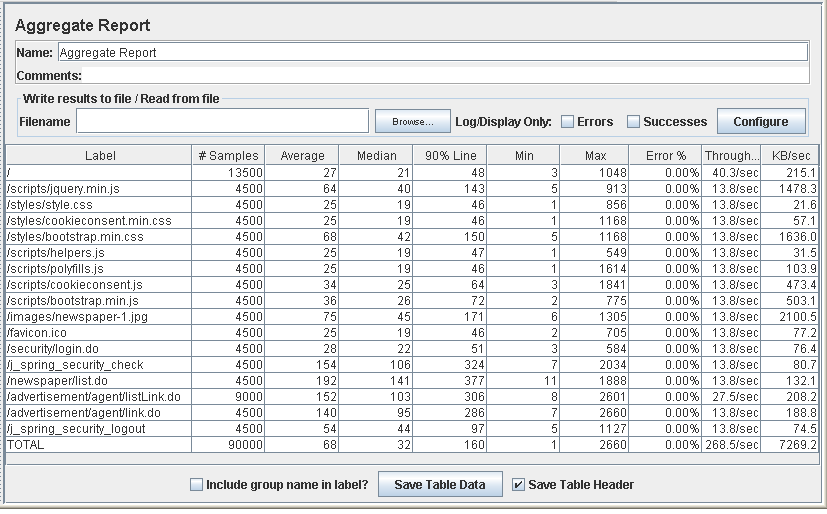 Aggregate Report
Name: Aggregate Report
Comments:
Write results to file / Read from file
Filename Browse... Log/Display Only: Errors Successes Configure
Label # Samples Average Median 90% Line Min Max Error % Through... KB/sec
/ 13500 27 21 48 3 1048 0.00% 40.3/sec 215.1
/scripts/jquery.min.js 4500 64 40 143 5 913 0.00% 13.8/sec 1478.3
/styles/style.css 4500 25 19 46 1 856 0.00% 13.8/sec 21.6
/styles/cookieconsent.min.css 4500 25 19 46 1 1168 0.00% 13.8/sec 57.1
/styles/bootstrap.min.css 4500 68 42 150 5 1168 0.00% 13.8/sec 1636.0
/scripts/helpers.js 4500 25 19 47 1 549 0.00% 13.8/sec 31.5
/scripts/polyfills.js 4500 25 19 46 1 1614 0.00% 13.8/sec 103.9
/scripts/cookieconsent.js 4500 34 25 64 3 1841 0.00% 13.8/sec 473.4
/scripts/bootstrap.min.js 4500 36 26 72 2 775 0.00% 13.8/sec 503.1
/images/newspaper-1.jpg 4500 75 45 171 6 1305 0.00% 13.8/sec 2100.5
/favicon.ico 4500 25 19 46 2 705 0.00% 13.8/sec 77.2
/security/login.do 4500 28 22 51 3 584 0.00% 13.8/sec 76.4
/j_spring_security_check 4500 154 106 324 7 2034 0.00% 13.8/sec 80.7
/newspaper/list.do 4500 192 141 377 11 1888 0.00% 13.8/sec 132.1
/advertisement/agent/listLink.do 9000 152 103 306 8 2601 0.00% 27.5/sec 208.2
/advertisement/agent/link.do 4500 140 95 286 7 2660 0.00% 13.8/sec 188.8
/j_spring_security_logout 4500 54 44 97 5 1127 0.00% 13.8/sec 74.5
TOTAL 90000 68 32 160 1 2660 0.00% 268.5/sec 7269.2
Include group name in label? Save Table Data Save Table Header